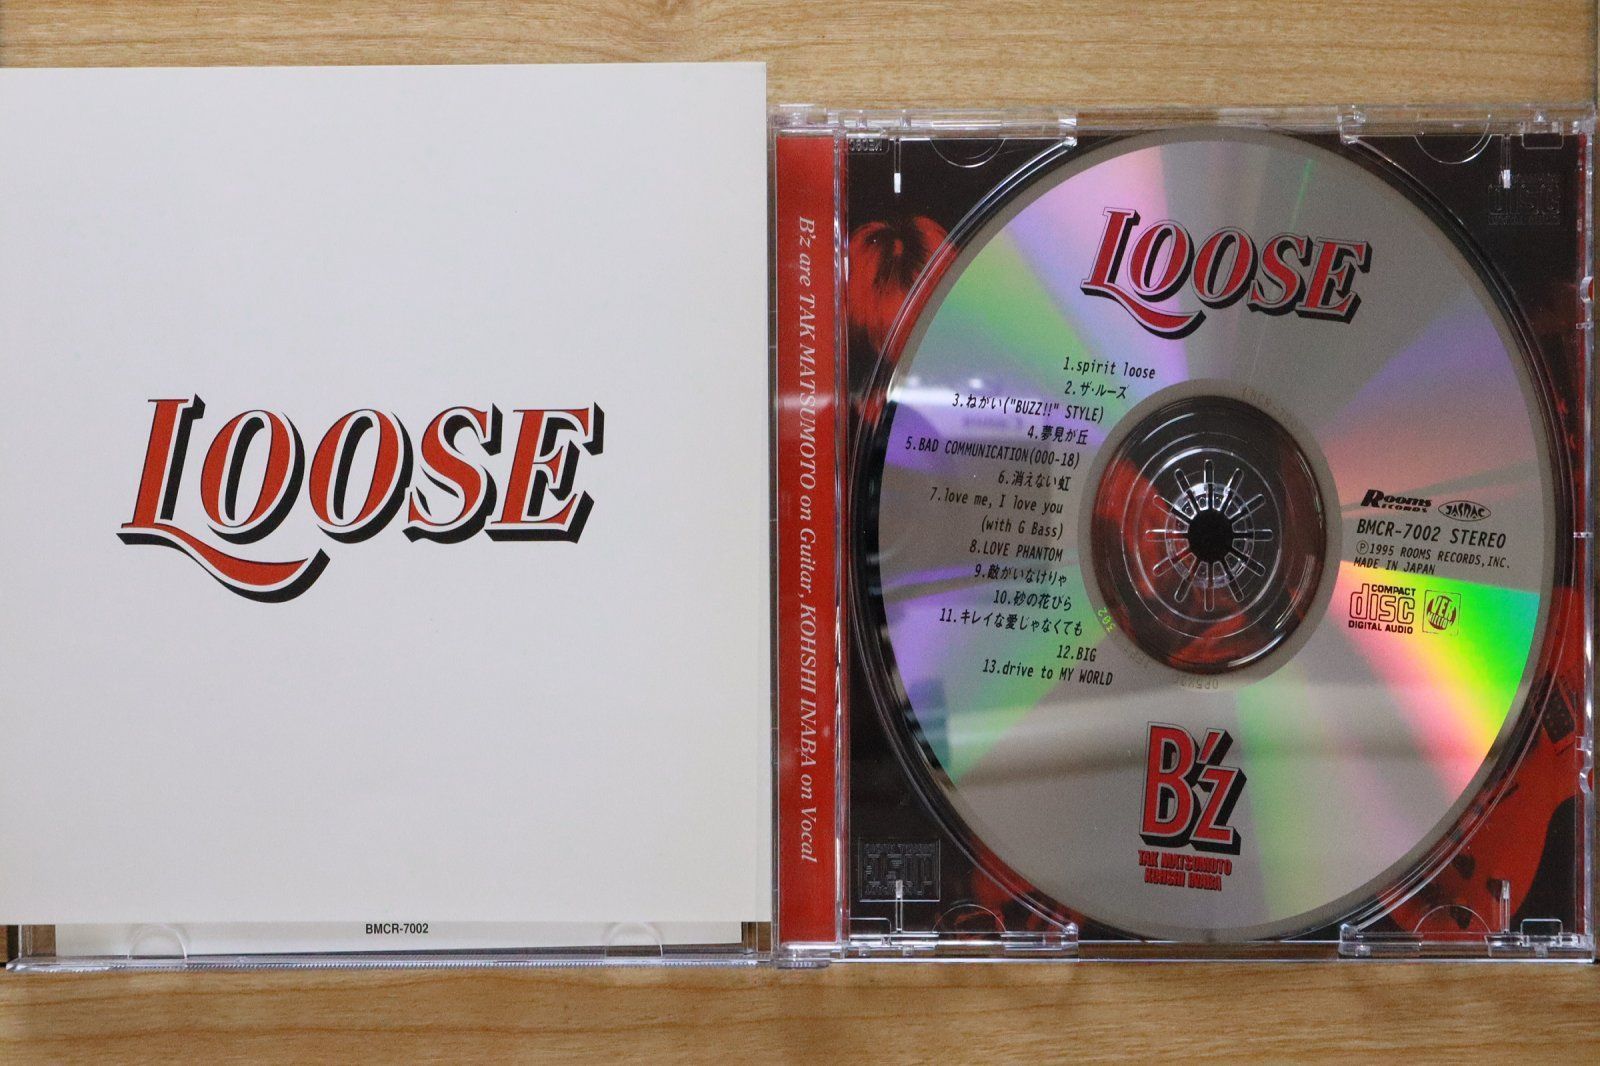 LOOSE
BMCR-7002
B'z are TAK MATSUMOTO on Guitar, KOHSHI INABA on Vocal
LOOSE
1.spirit loose
2.ザ・ルーズ
3.ねがい("BUZZ!!" STYLE)
4.夢見が丘
5.BAD COMMUNICATION(000-18)
6.消えない虹
7.love me, I love you
(with G Bass)
8.LOVE PHANTOM
9.敵がいなけりゃ
10.砂の花びら
11.キレイな愛じゃなくても
12.BIG
13.drive to MY WORLD
Rooms
RECORDS
JASRAC
BMCR-7002 STEREO
Ⓟ1995 ROOMS RECORDS,INC.
MADE IN JAPAN
COMPACT
disc
DIGITAL AUDIO
B'z
TAK MATSUMOTO
KOHSHI INABA